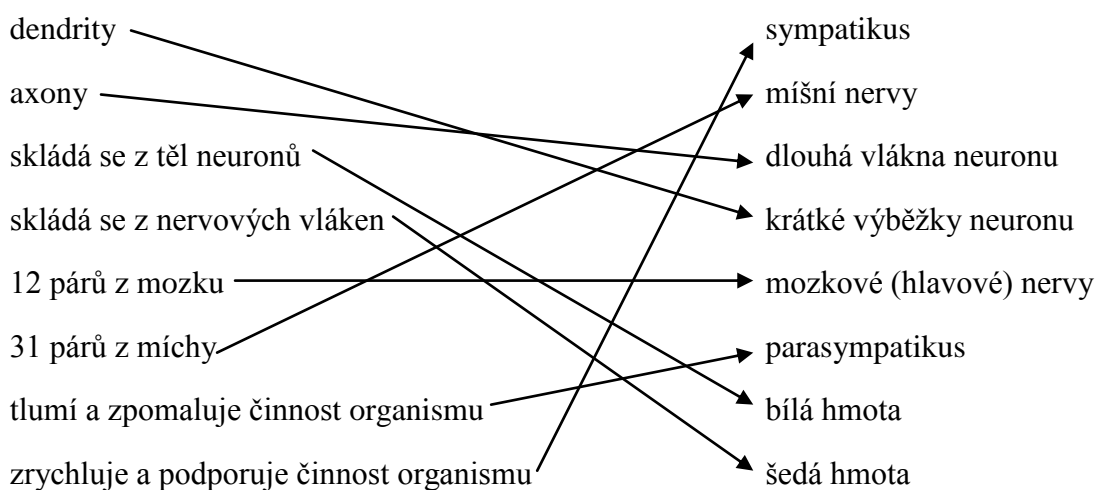 dendrity sympatikus
axony míšní nervy
skládá se z těl neuronů dlouhá vlákna neuronu
skládá se z nervových vláken krátké výběžky neuronu
12 párů z mozku mozkové (hlavové) nervy
31 párů z míchy parasympatikus
tlumí a zpomaluje činnost organismu bílá hmota
zrychluje a podporuje činnost organismu šedá hmota